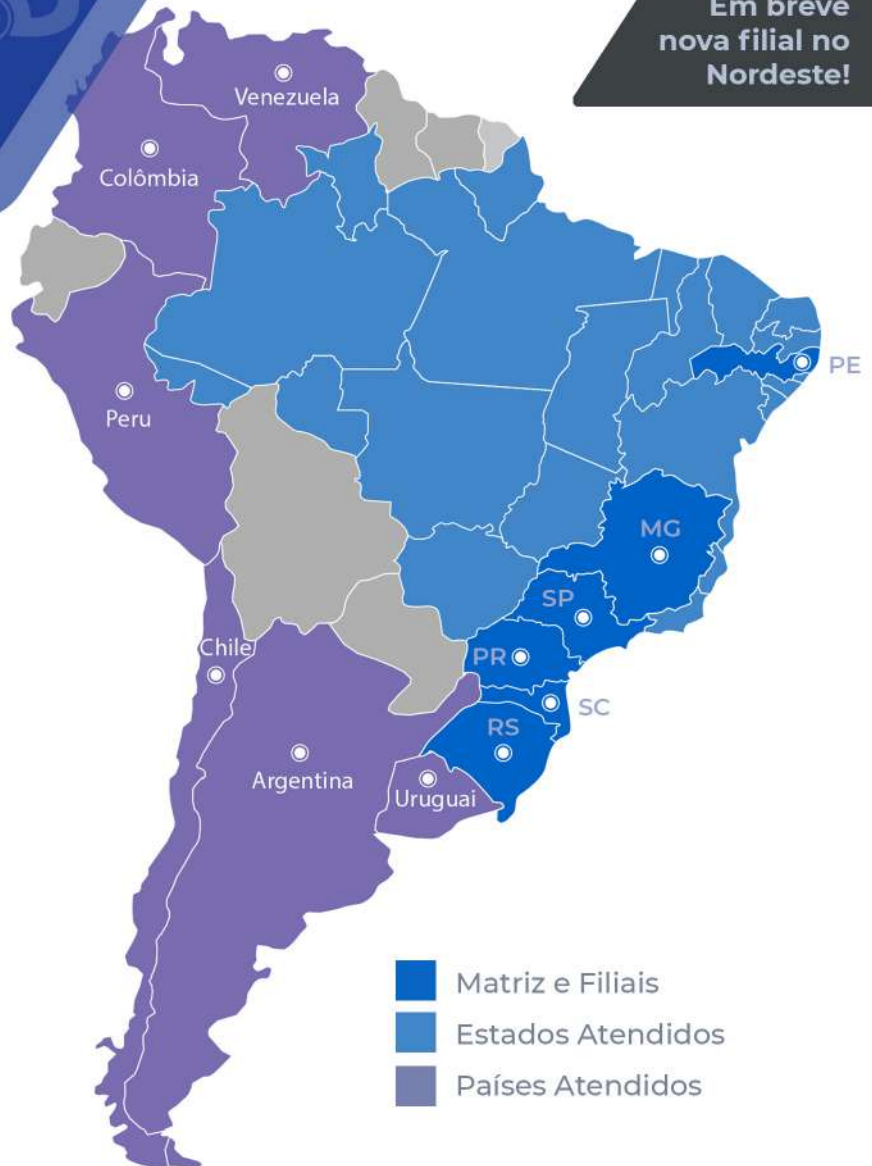 Em breve
nova filial no
Nordeste!
Venezuela
Colômbia
PE
Peru
MG
SP
Chile
PR
SC
RS
Argentina
Uruguai
Matriz e Filiais
Estados Atendidos
Países Atendidos